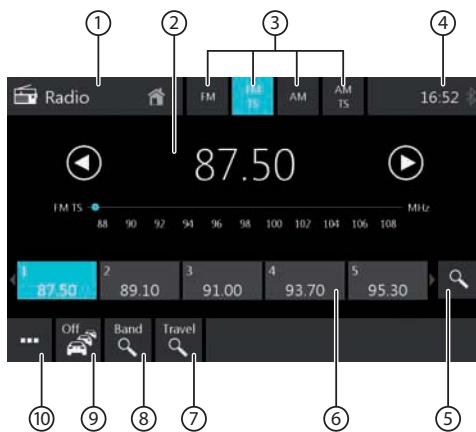 ① ② ③ ④
Radio FM FM TS AM AM TS 16:52
87.50
FM TS MHz
88 90 92 94 96 98 100 102 104 106 108
1 2 3 4 5
87.50 89.10 91.00 93.70 95.30
Off Band Travel
⑩ ⑨ ⑧ ⑦ ⑥ ⑤